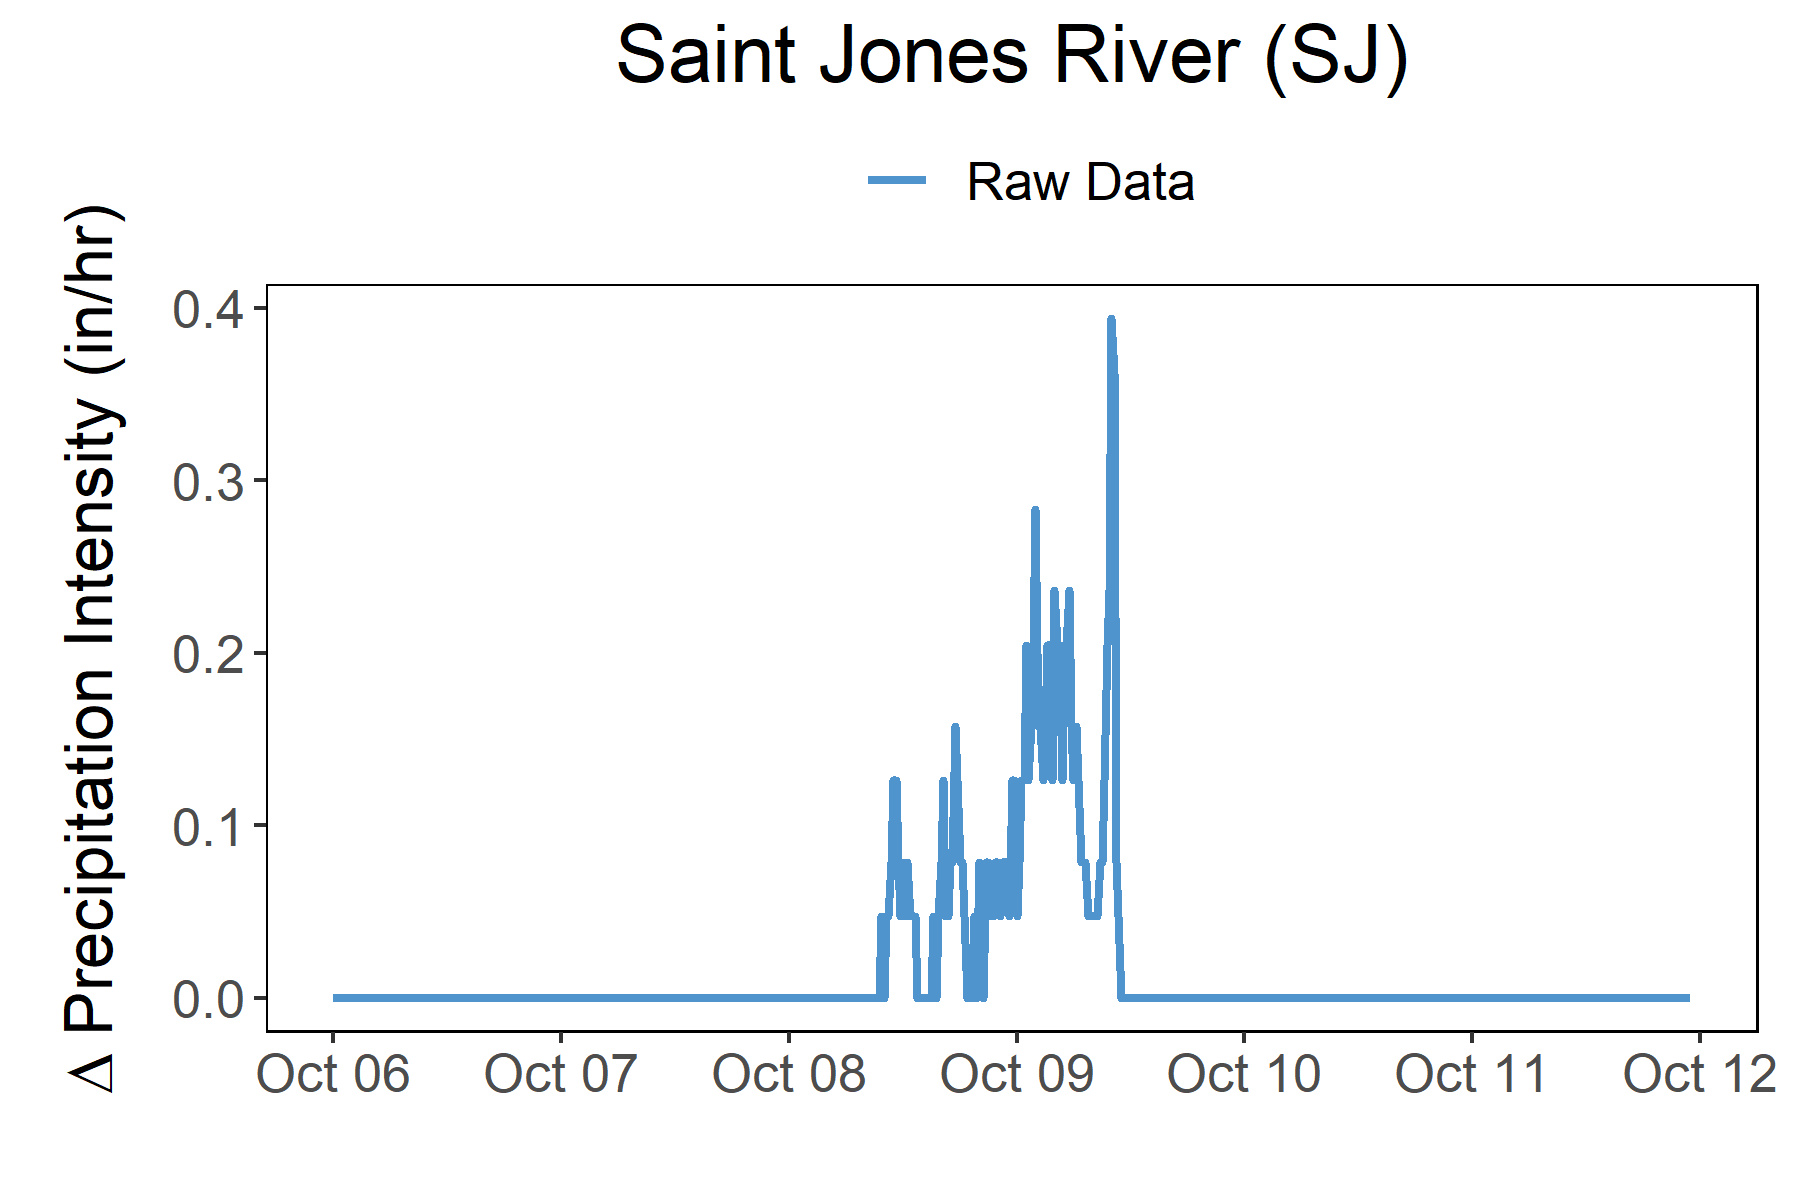 Saint Jones River (SJ)
Raw Data
Δ Precipitation Intensity (in/hr)
0.4
0.3
0.2
0.1
0.0
Oct 06 Oct 07 Oct 08 Oct 09 Oct 10 Oct 11 Oct 12